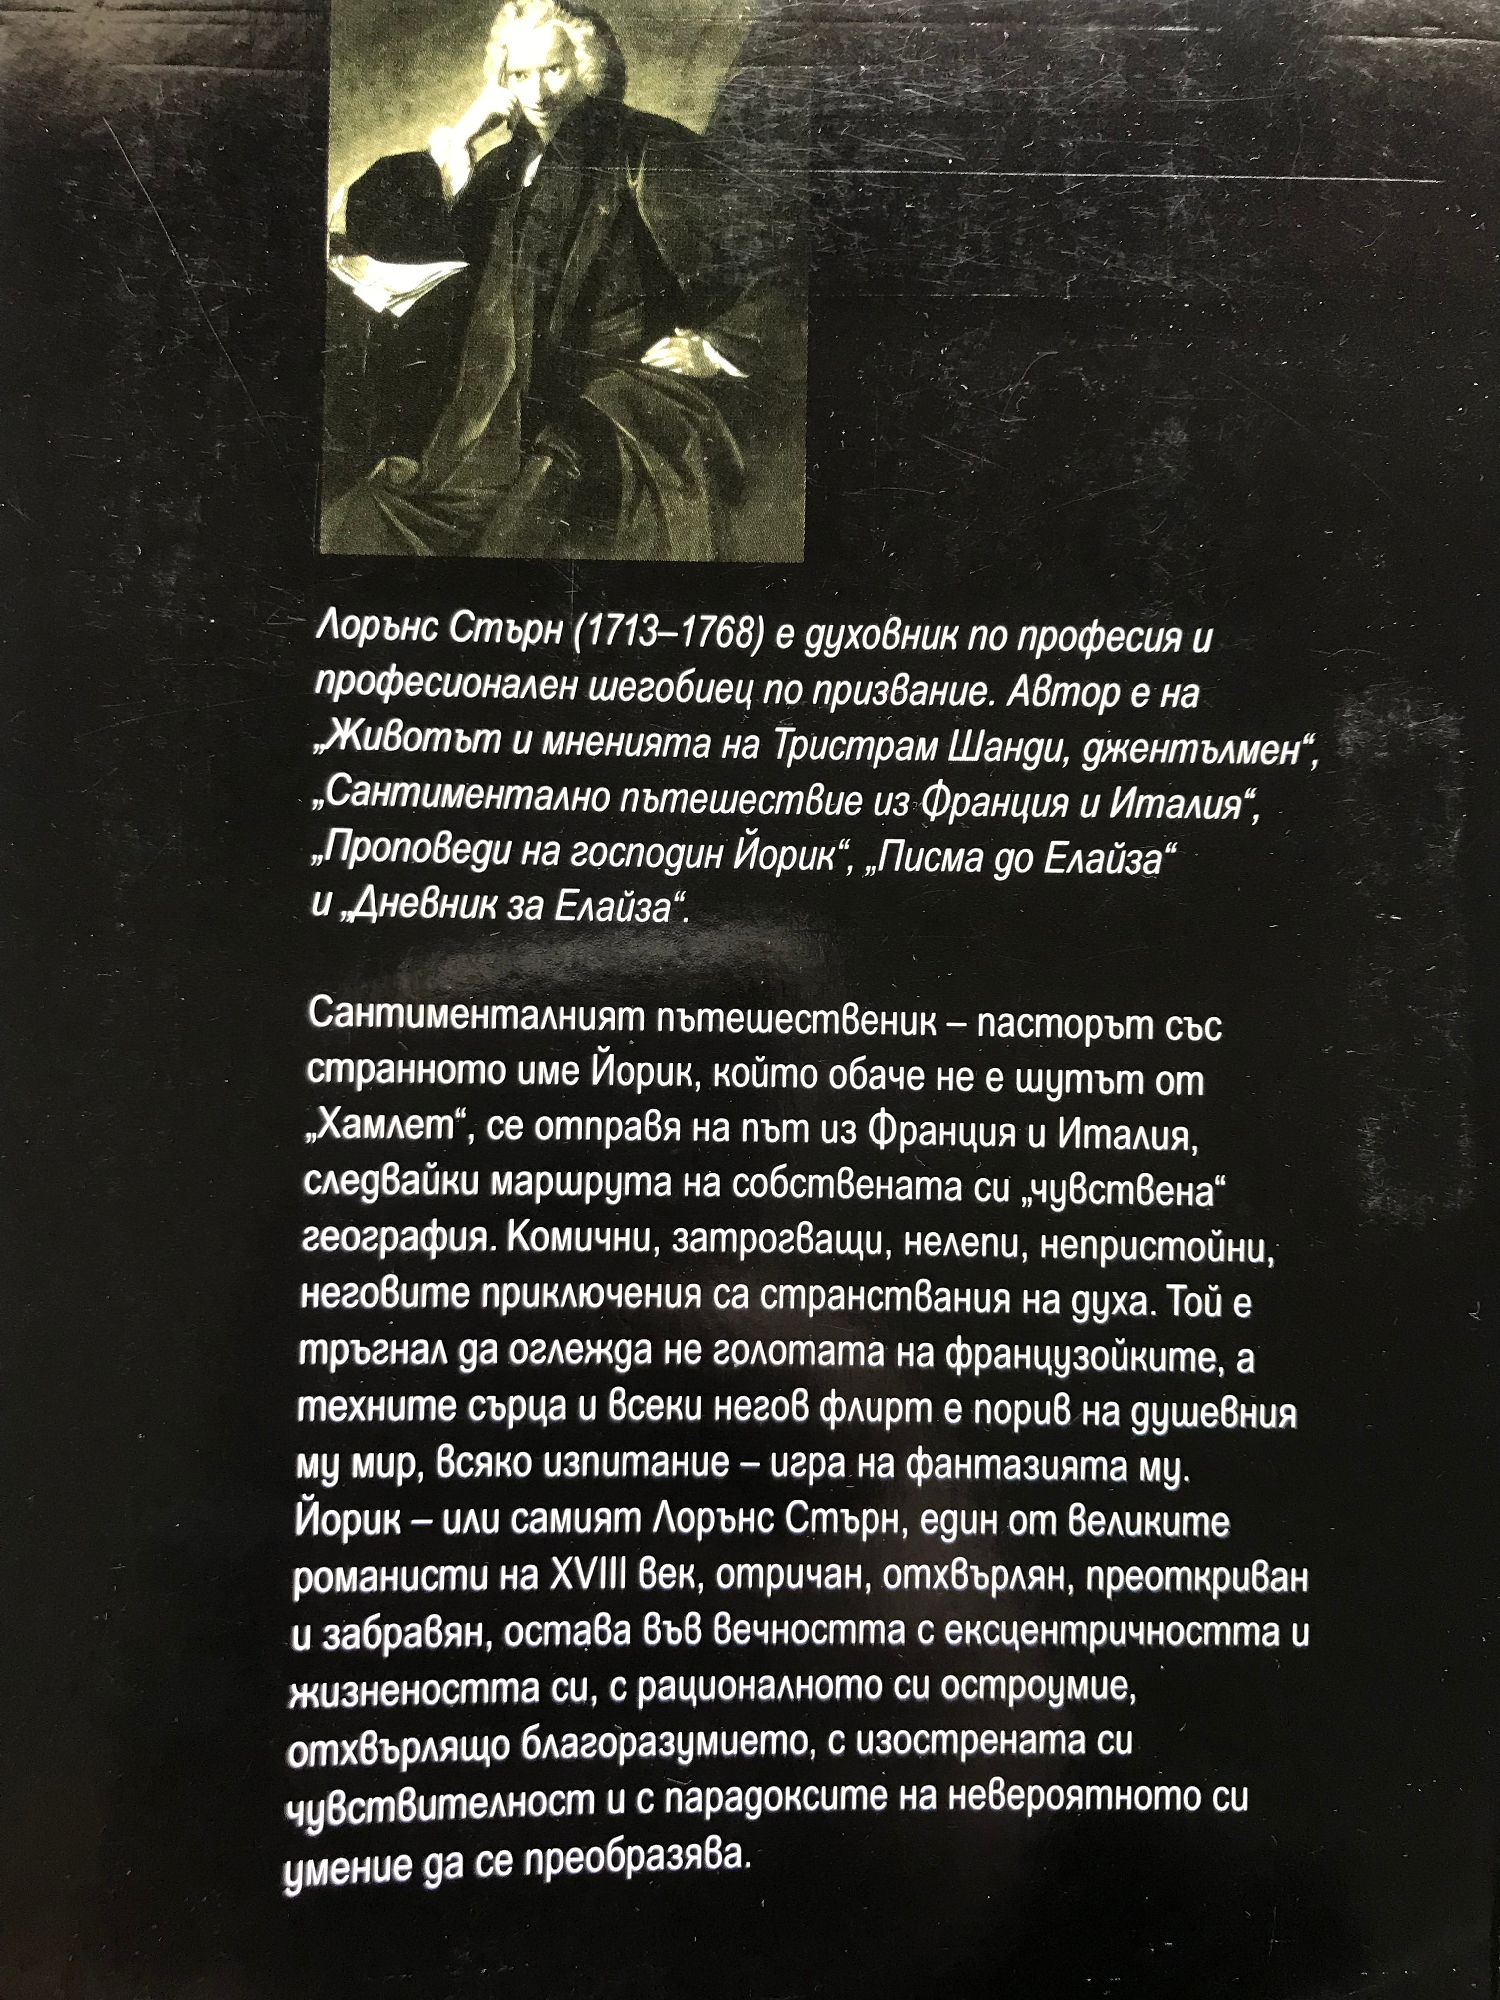 Лорънс Стърн (1713–1768) е духовник по професия и
професионален шегобиец по призвание. Автор е на
„Животът и мненията на Тристрам Шанди, джентълмен“,
„Сантиментално пътешествие из Франция и Италия“,
„Проповеди на господин Йорик“, „Писма до Елайза“
и „Дневник за Елайза“.
Сантименталният пътешественик – пасторът със
странното име Йорик, който обаче не е шутът от
„Хамлет“, се отправя на път из Франция и Италия,
следвайки маршрута на собствената си „чувствена“
география. Комични, затрогващи, нелепи, непристойни,
неговите приключения са странствания на духа. Той е
тръгнал да оглежда не голотата на французойките, а
техните сърца и всеки негов флирт е порив на душевния
му мир, всяко изпитание – игра на фантазията му.
Йорик – или самият Лорънс Стърн, един от великите
романисти на XVIII век, отричан, отхвърлян, преоткриван
и забравян, остава във вечността с ексцентричността и
жизнеността си, с рационалното си остроумие,
отхвърлящо благоразумието, с изострената си
чувствителност и с парадоксите на невероятното си
умение да се преобразява.